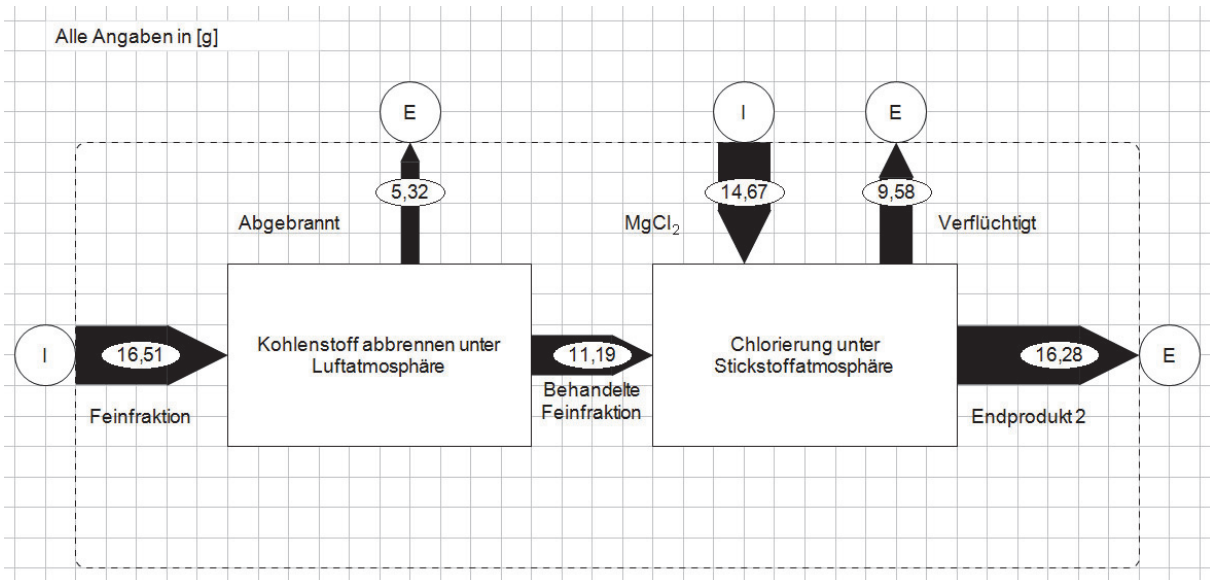 Alle Angaben in [g]
E
I
E
5,32
14,67
9,58
Abgebrannt
MgCl₂
Verflüchtigt
I
16,51
Kohlenstoff abbrennen unter
Luftatmosphäre
11,19
Chlorierung unter
Stickstoffatmosphäre
16,28
E
Feinfraktion
Behandelte
Feinfraktion
Endprodukt 2